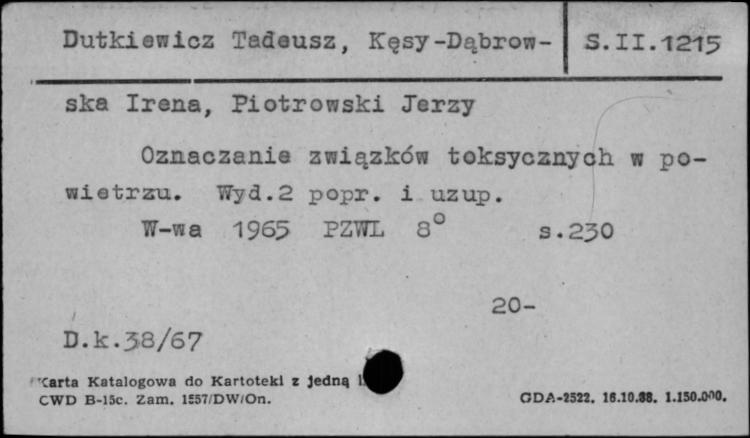 Dutkiewicz Tadeusz, Kęsy-Dąbrow- S.II.1215
ska Irena, Piotrowski Jerzy
Oznaczanie związków toksycznych w po-
wietrzu. Wyd.2 popr. i uzup.
W-wa 1965 PZWL 8° s.230
20-
D.k.38/67
Karta Katalogowa do Kartoteki z jedną
CWD B-15c. Zam. 1557/DW/On. GDA-2522. 16.10.68. 1.150.000.